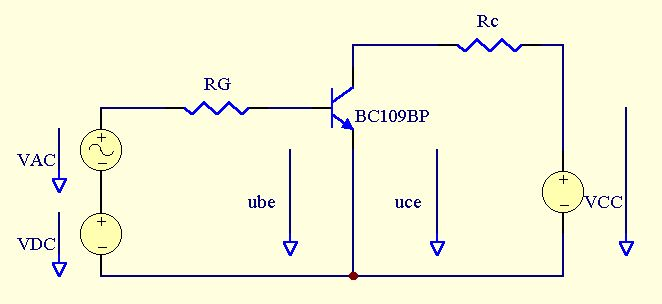 Rc
RG
BC109BP
VAC
ube
uce
VCC
VDC